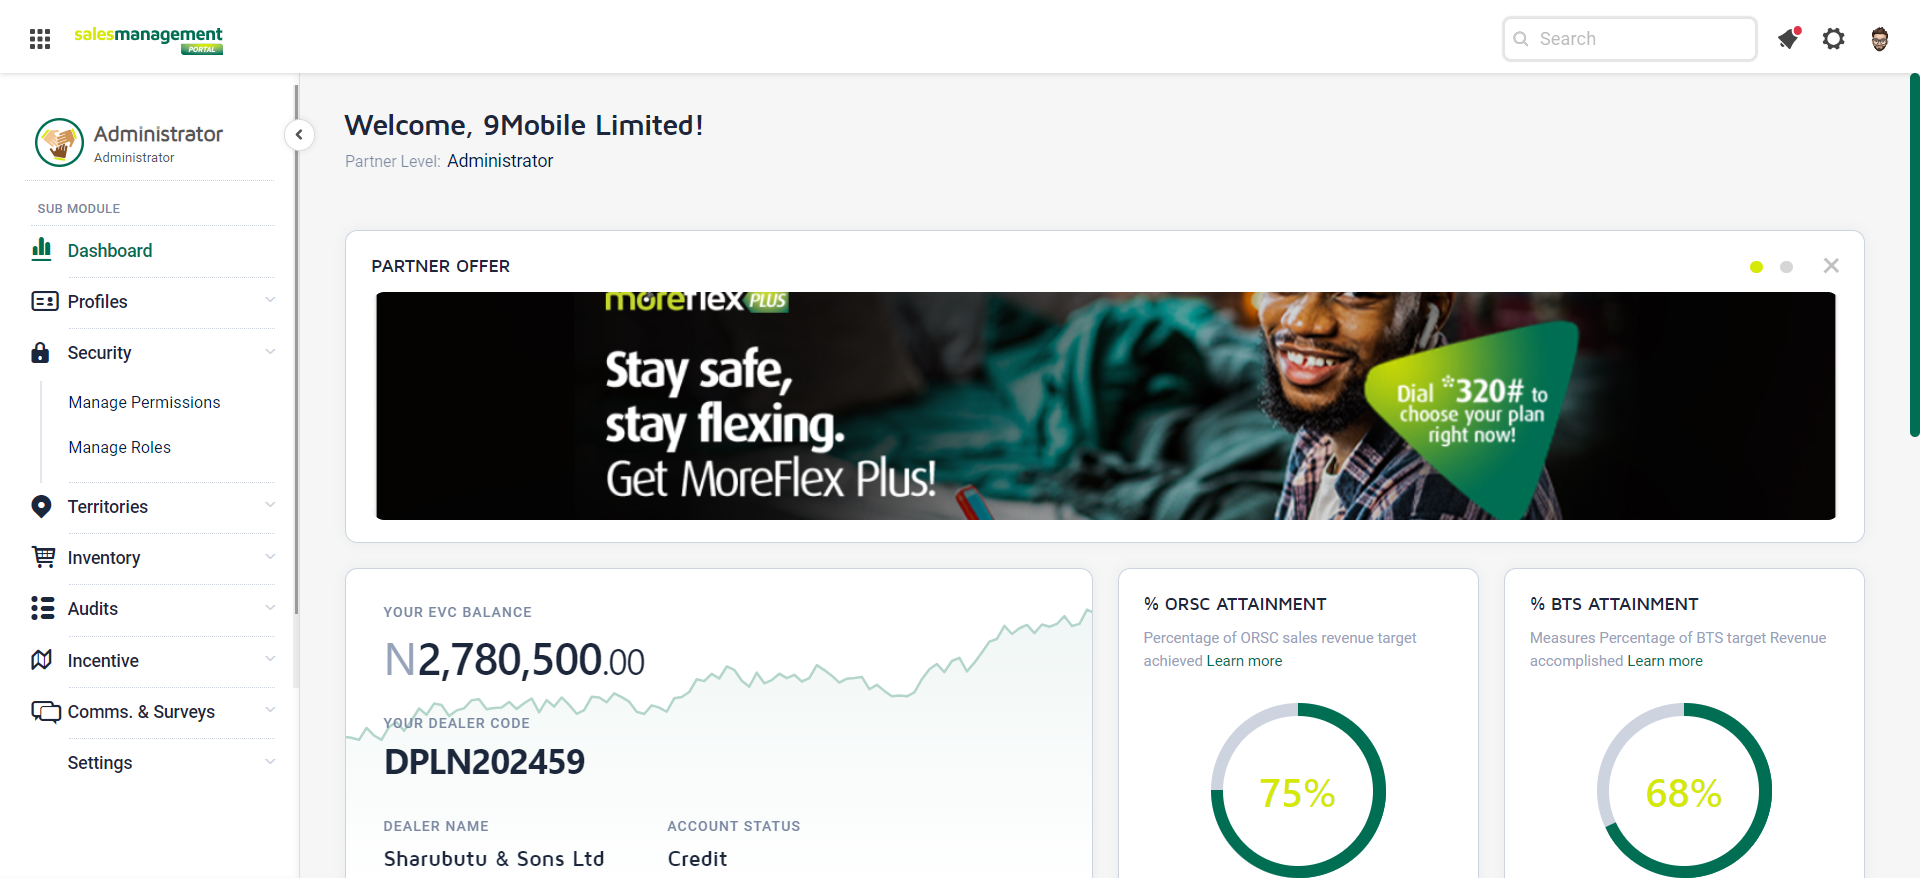 salesmanagement
PORTAL
Search
Administrator
Administrator
SUB MODULE
Dashboard
Profiles
Security
Manage Permissions
Manage Roles
Territories
Inventory
Audits
Incentive
Comms. & Surveys
Settings
Welcome, 9Mobile Limited!
Partner Level: Administrator
PARTNER OFFER
moreflex PLUS
Stay safe,
stay flexing.
Get MoreFlex Plus!
Dial *320# to
choose your plan
right now!
YOUR EVC BALANCE
N2,780,500.00
YOUR DEALER CODE
DPLN202459
DEALER NAME
Sharubutu & Sons Ltd
ACCOUNT STATUS
Credit
% ORSC ATTAINMENT
Percentage of ORSC sales revenue target
achieved Learn more
75%
% BTS ATTAINMENT
Measures Percentage of BTS target Revenue
accomplished Learn more
68%